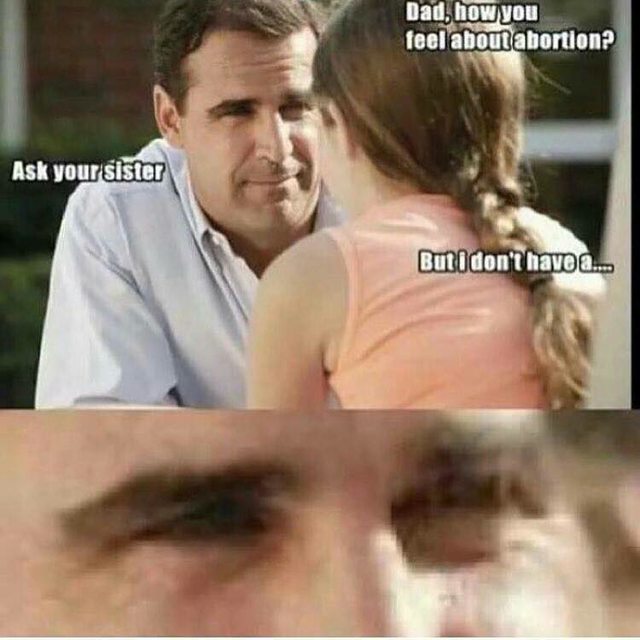 Dad, how you
feel about abortion?
Ask your sister
But i don't have a....